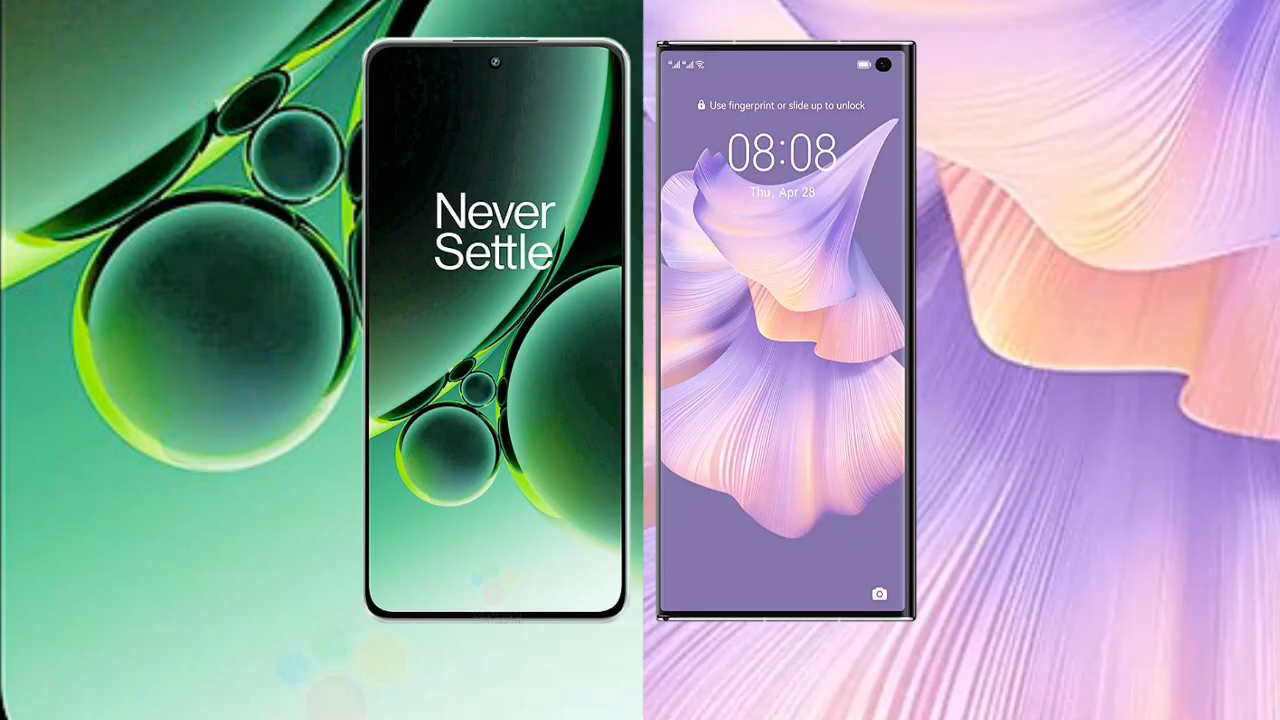 Never
Settle
Use fingerprint or slide up to unlock
08:08
Thu, Apr 28